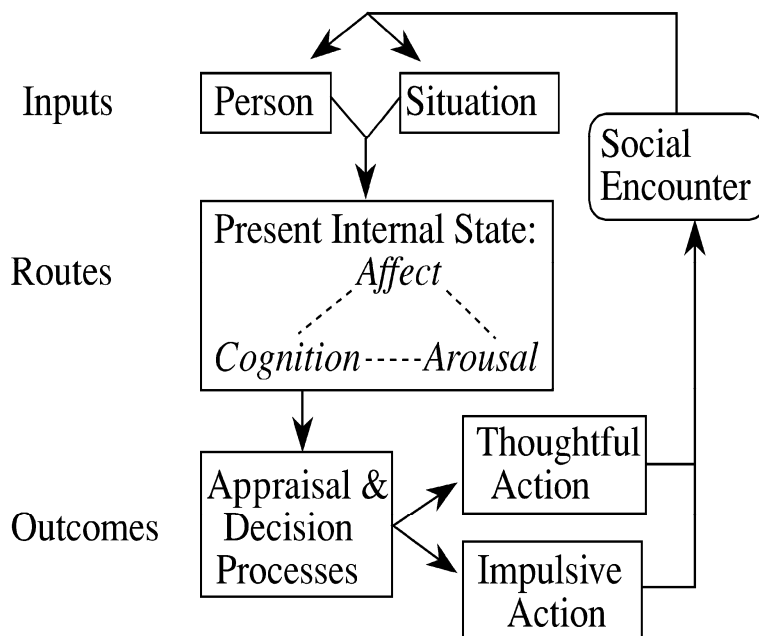 Inputs
Person
Situation
Social
Encounter
Routes
Present Internal State:
Affect
Cognition
Arousal
Outcomes
Appraisal &
Decision
Processes
Thoughtful
Action
Impulsive
Action